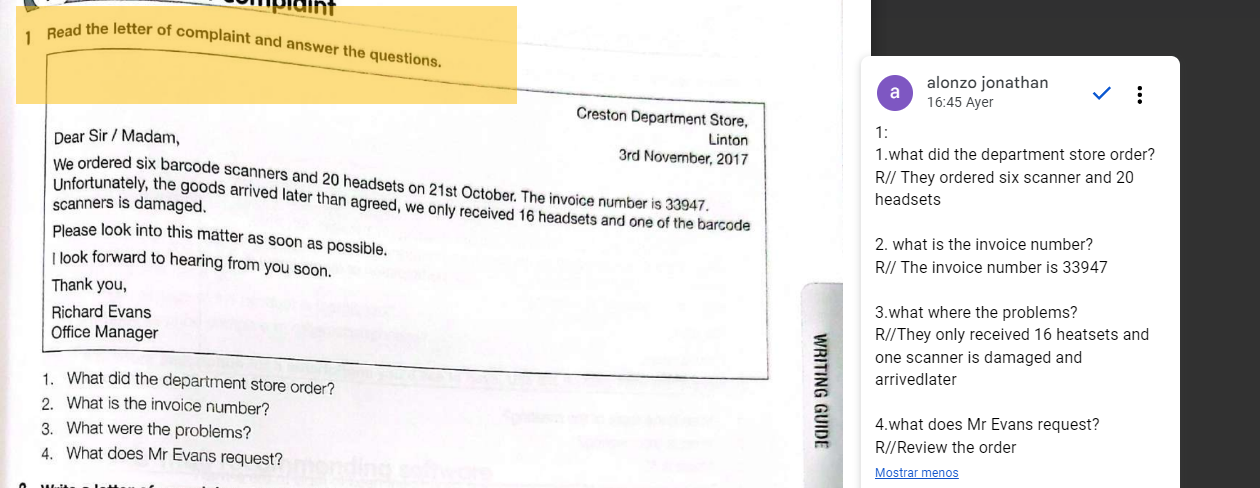 omplaint
1 Read the letter of complaint and answer the questions.
Creston Department Store,
Linton
3rd November, 2017
Dear Sir / Madam,
We ordered six barcode scanners and 20 headsets on 21st October. The invoice number is 33947.
Unfortunately, the goods arrived later than agreed, we only received 16 headsets and one of the barcode
scanners is damaged.
Please look into this matter as soon as possible.
I look forward to hearing from you soon.
Thank you,
Richard Evans
Office Manager
1. What did the department store order?
2. What is the invoice number?
3. What were the problems?
4. What does Mr Evans request?
WRITING GUIDE
a
alonzo jonathan
16:45 Ayer
1:
1.what did the department store order?
R// They ordered six scanner and 20
headsets
2. what is the invoice number?
R// The invoice number is 33947
3.what where the problems?
R//They only received 16 heatsets and
one scanner is damaged and
arrivedlater
4.what does Mr Evans request?
R//Review the order
Mostrar menos